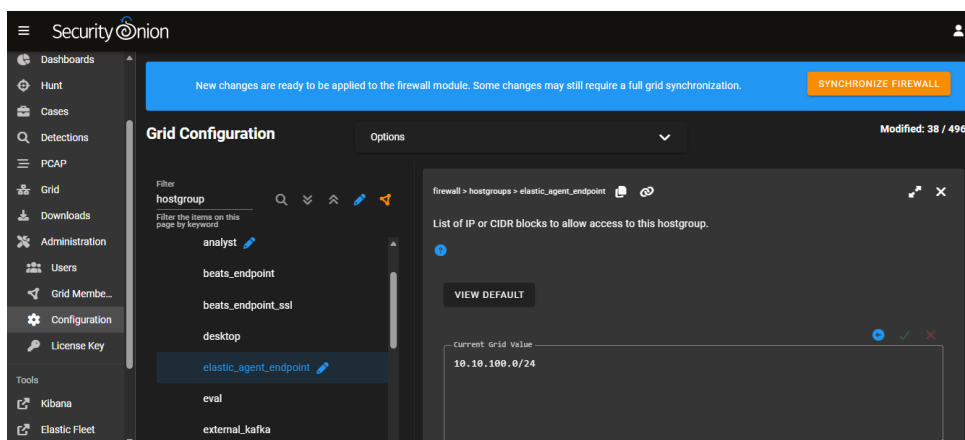 Security Onion
Dashboards
Hunt
Cases
Detections
PCAP
Grid
Downloads
Administration
Users
Grid Membe...
Configuration
License Key
Tools
Kibana
Elastic Fleet
New changes are ready to be applied to the firewall module. Some changes may still require a full grid synchronization.
SYNCHRONIZE FIREWALL
Grid Configuration
Options
Modified: 38 / 496
Filter
hostgroup
Filter the items on this
page by keyword
analyst
beats_endpoint
beats_endpoint_ssl
desktop
elastic_agent_endpoint
eval
external_kafka
firewall > hostgroups > elastic_agent_endpoint
List of IP or CIDR blocks to allow access to this hostgroup.
VIEW DEFAULT
Current Grid Value
10.10.100.0/24